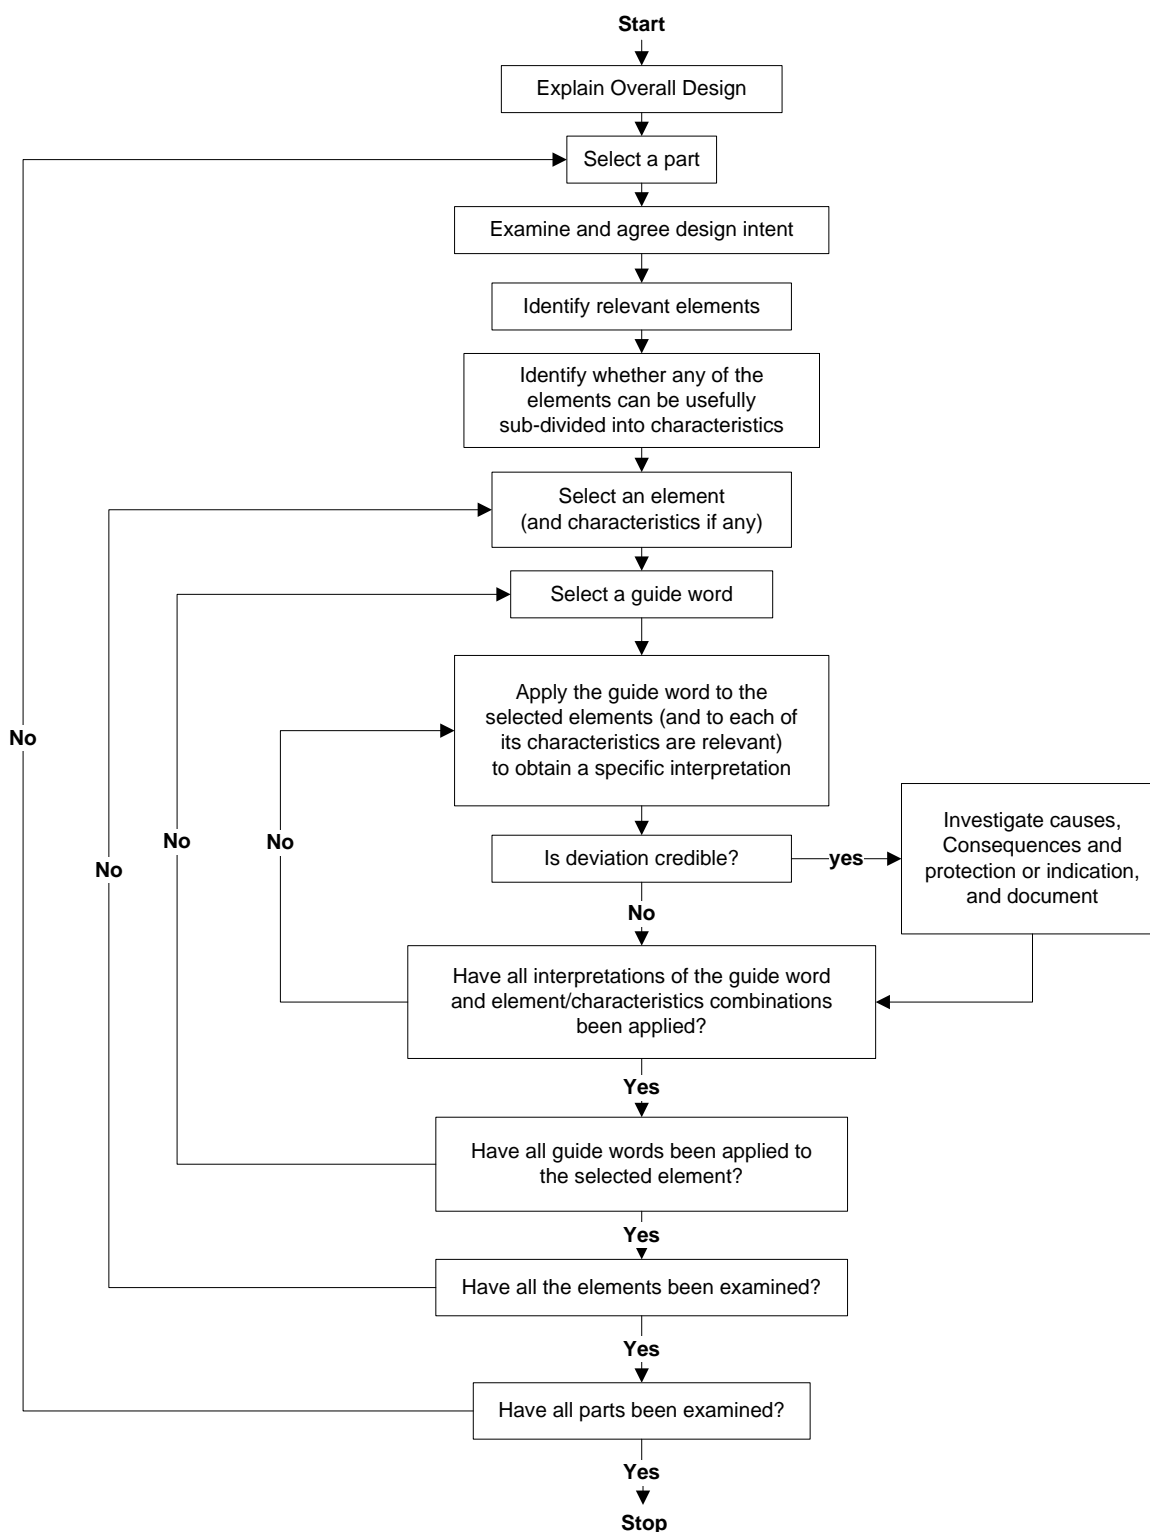 Start
Explain Overall Design
Select a part
Examine and agree design intent
Identify relevant elements
Identify whether any of the
elements can be usefully
sub-divided into characteristics
Select an element
(and characteristics if any)
Select a guide word
Apply the guide word to the
selected elements (and to each of
its characteristics are relevant)
to obtain a specific interpretation
No
No
No
No
Is deviation credible?
yes
Investigate causes,
Consequences and
protection or indication,
and document
No
Have all interpretations of the guide word
and element/characteristics combinations
been applied?
Yes
Have all guide words been applied to
the selected element?
Yes
Have all the elements been examined?
Yes
Have all parts been examined?
Yes
Stop